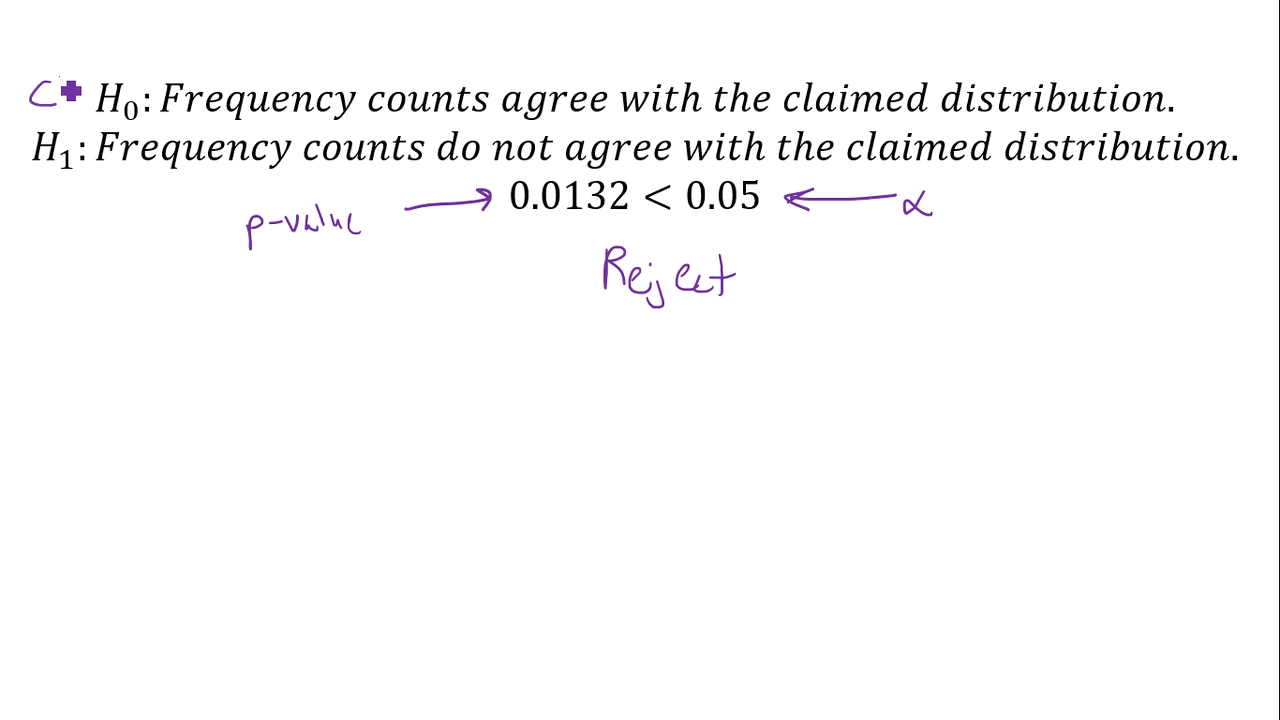 C H₀: Frequency counts agree with the claimed distribution.
H₁: Frequency counts do not agree with the claimed distribution.
p-value → 0.0132 < 0.05 ← α
Reject